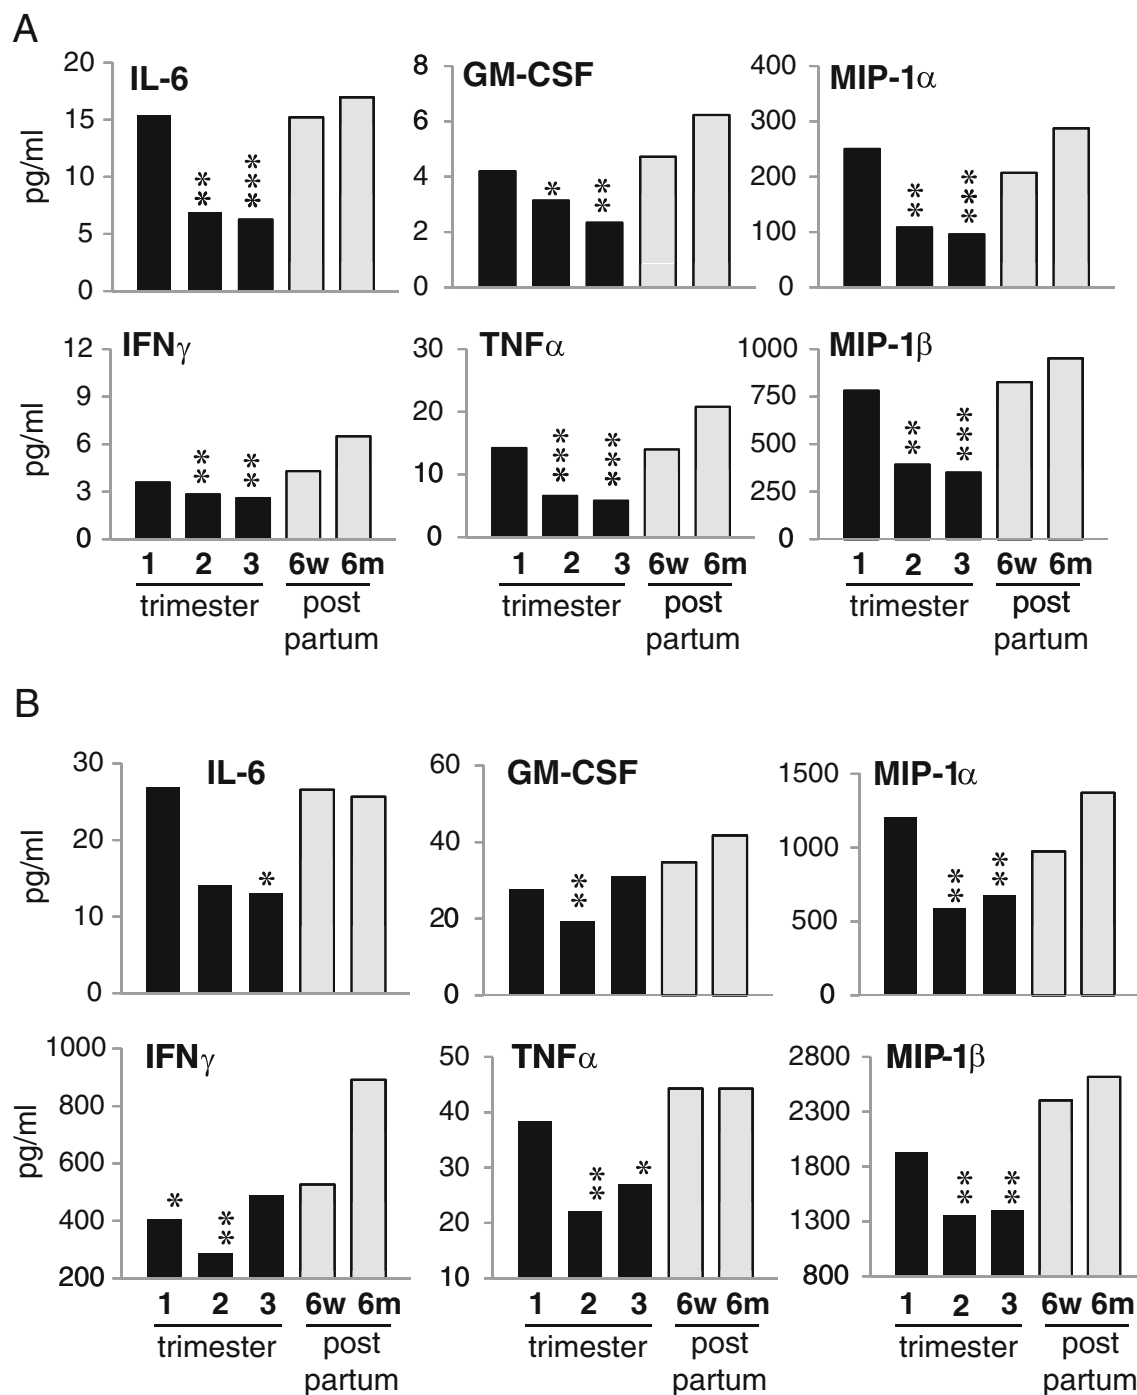 A
IL-6
GM-CSF
MIP-1α
pg/ml
20
15
10
5
0
8
6
4
2
0
400
300
200
100
0
**
***
*
**
**
***
IFNγ
TNFα
MIP-1β
pg/ml
12
9
6
3
0
30
20
10
0
1000
750
500
250
0
**
**
***
***
**
***
1 2 3 6w 6m
1 2 3 6w 6m
1 2 3 6w 6m
trimester post partum
trimester post partum
trimester post partum
B
IL-6
GM-CSF
MIP-1α
pg/ml
30
20
10
0
60
40
20
0
1500
1000
500
0
*
**
**
**
IFNγ
TNFα
MIP-1β
pg/ml
1000
800
600
400
200
50
40
30
20
10
2800
2300
1800
1300
800
*
**
**
*
**
**
1 2 3 6w 6m
1 2 3 6w 6m
1 2 3 6w 6m
trimester post partum
trimester post partum
trimester post partum